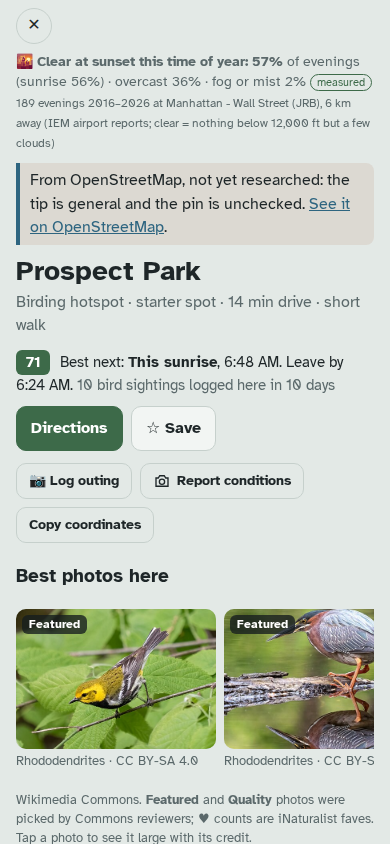 ✕
🌇 Clear at sunset this time of year: 57% of evenings
(sunrise 56%) · overcast 36% · fog or mist 2% measured
189 evenings 2016–2026 at Manhattan - Wall Street (JRB), 6 km
away (IEM airport reports; clear = nothing below 12,000 ft but a few
clouds)
From OpenStreetMap, not yet researched: the
tip is general and the pin is unchecked. See it
on OpenStreetMap.
Prospect Park
Birding hotspot · starter spot · 14 min drive · short
walk
71 Best next: This sunrise, 6:48 AM. Leave by
6:24 AM. 10 bird sightings logged here in 10 days
Directions ☆ Save
📷 Log outing Report conditions
Copy coordinates
Best photos here
Featured Featured
Rhododendrites · CC BY-SA 4.0 Rhododendrites · CC BY-S
Wikimedia Commons. Featured and Quality photos were
picked by Commons reviewers; ♥ counts are iNaturalist faves.
Tap a photo to see it large with its credit.